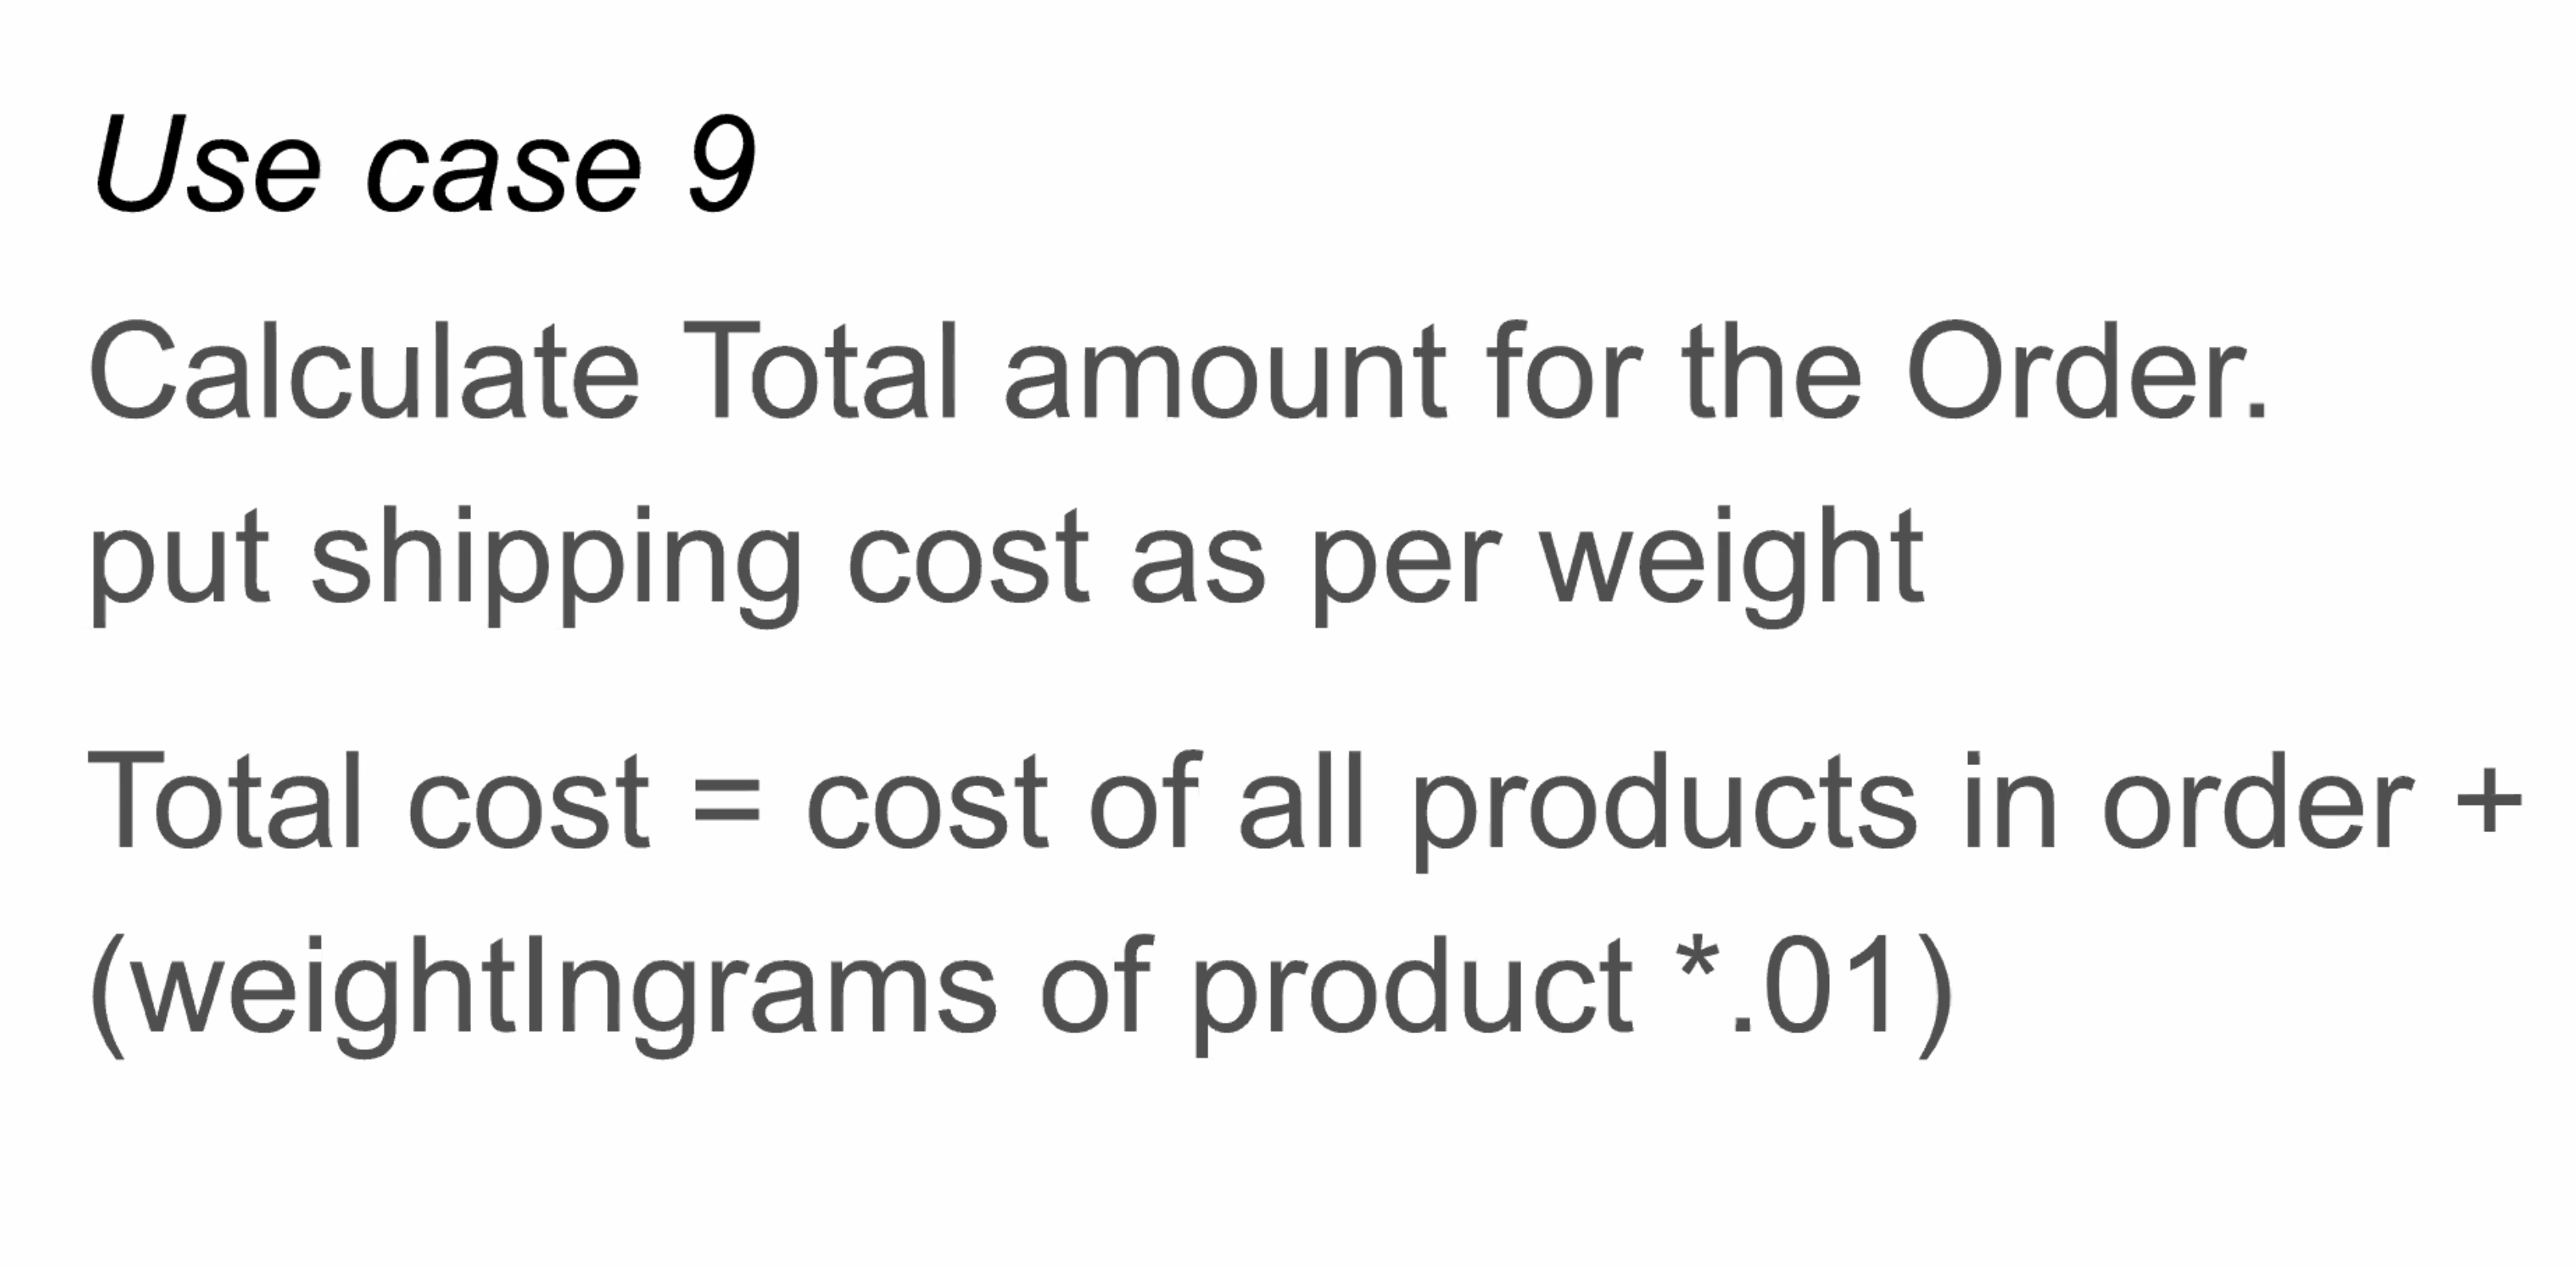 Use case 9
Calculate Total amount for the Order.
put shipping cost as per weight
Total cost = cost of all products in order +
(weightIngrams of product *.01)